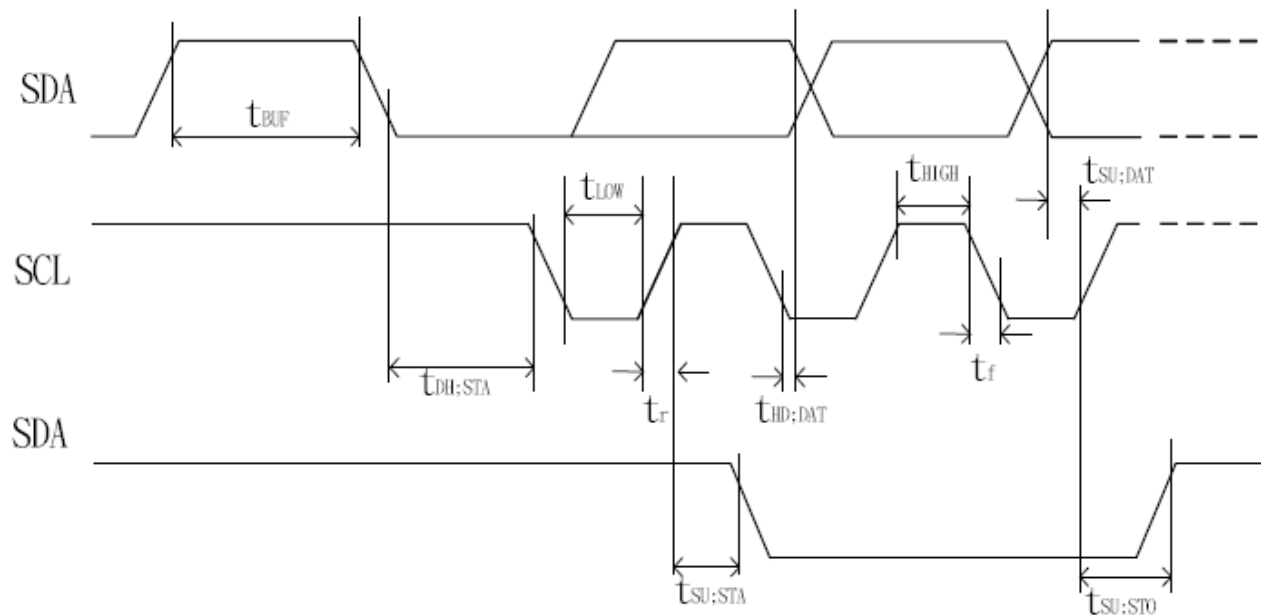 SDA
tBUF
tLOW
tHIGH
tSU;DAT
SCL
tDH;STA
tr
tHD;DAT
tf
SDA
tSU;STA
tSU;STO